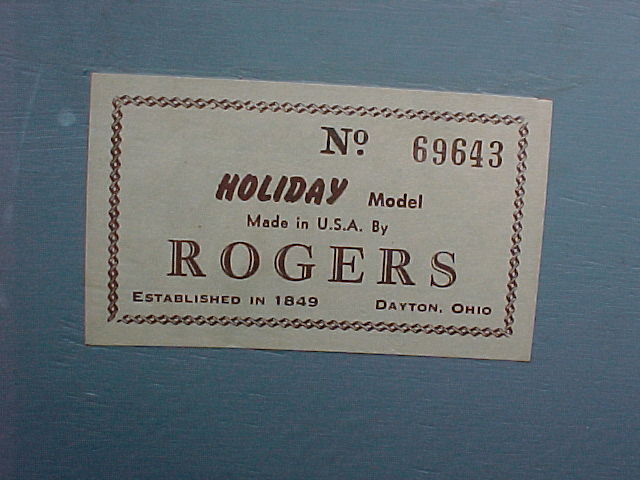 Nº 69643
HOLIDAY Model
Made in U.S.A. By
ROGERS
ESTABLISHED IN 1849 DAYTON, OHIO